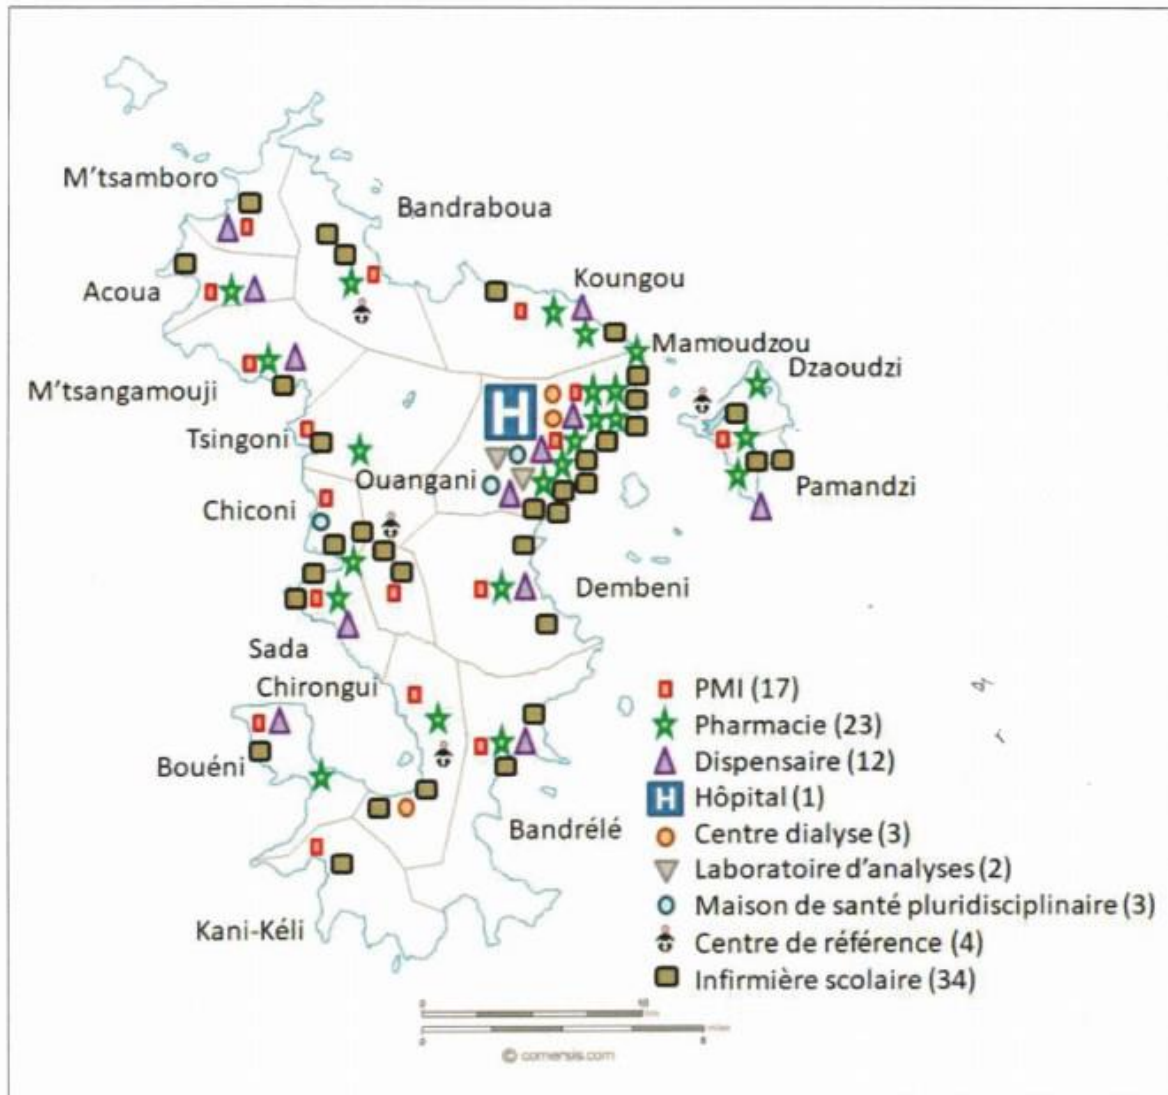 M'tsamboro
Bandraboua
Acoua
Koungou
Mamoudzou
Dzaoudzi
M'tsangamouji
Tsingoni
Ouangani
Pamandzi
Chiconi
Dembeni
Sada
Chirongui
Bouéni
Bandrélé
Kani-Kéli
PMI (17)
Pharmacie (23)
Dispensaire (12)
H
H Hôpital (1)
Centre dialyse (3)
Laboratoire d'analyses (2)
Maison de santé pluridisciplinaire (3)
Centre de référence (4)
Infirmière scolaire (34)
© comersis.com